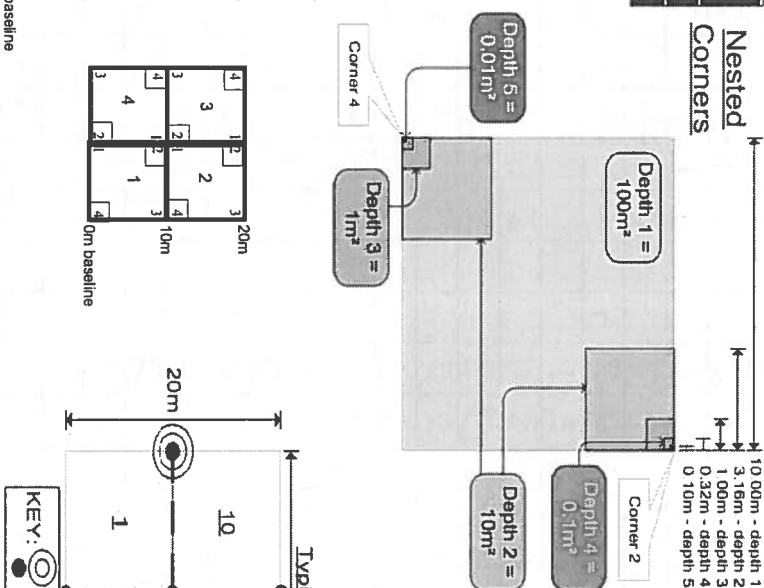 baseline
Nested
Corners
10.00m - depth 1
3.16m - depth 2
1.00m - depth 3
0.32m - depth 4
0.10m - depth 5
Depth 1 =
100m²
Corner 2
Depth 5 =
0.01m²
Corner 4
Depth 3 =
1m²
Depth 4 =
0.1m²
Depth 2 =
10m²
4 3
3 4 1 2 3 4 1 2
2 1 3 4 2 1 3 4
1 2
0m baseline
10m
20m
20m
10
1
Typ
KEY: